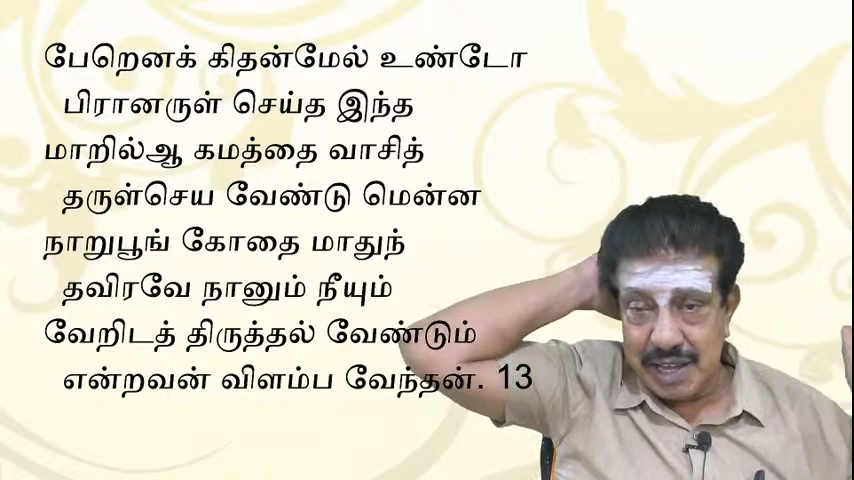 பேறெனக் கிதன்மேல் உண்டோ
பிரானருள் செய்த இந்த
மாறில்ஆ கமத்தை வாசித்
தருள்செய வேண்டு மென்ன
நாறுபூங் கோதை மாதுந்
தவிரவே நானும் நீயும்
வேறிடத் திருத்தல் வேண்டும்
என்றவன் விளம்ப வேந்தன். 13